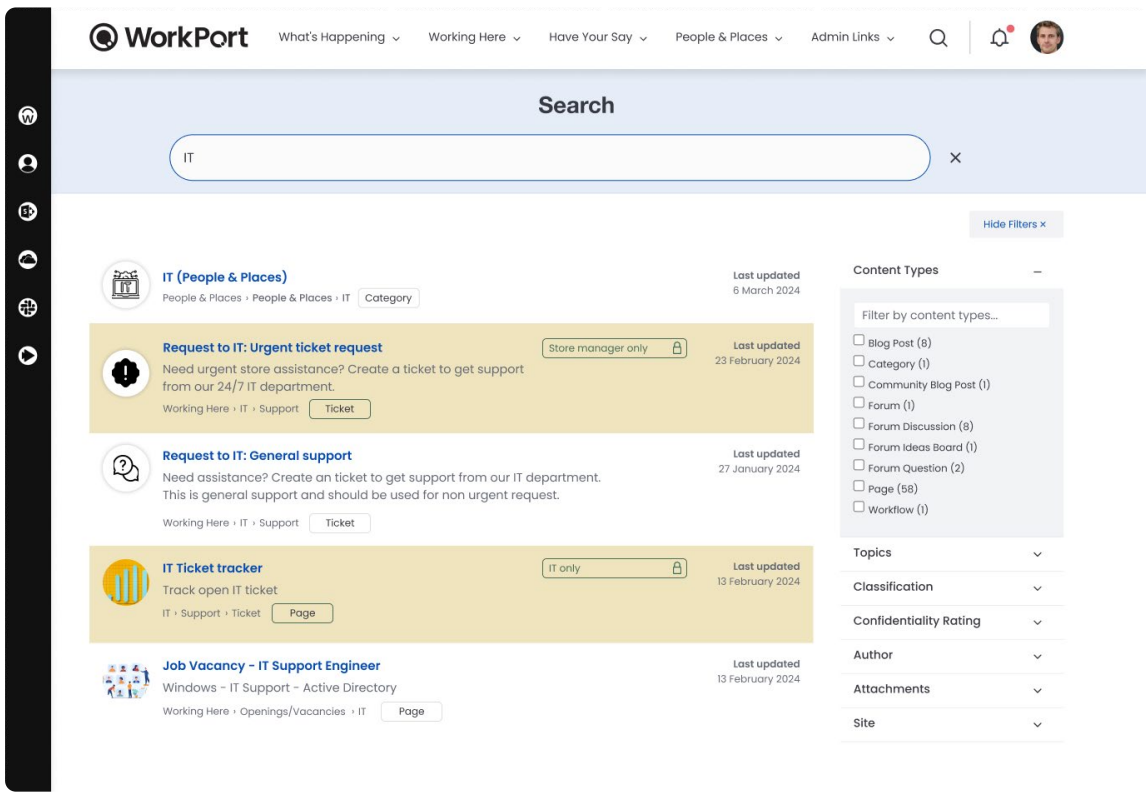 WorkPort
What's Happening
Working Here
Have Your Say
People & Places
Admin Links
Search
IT
Hide Filters ×
IT (People & Places)
People & Places › People & Places › IT Category
Last updated
6 March 2024
Request to IT: Urgent ticket request
Store manager only
Need urgent store assistance? Create a ticket to get support
from our 24/7 IT department.
Working Here › IT › Support Ticket
Last updated
23 February 2024
Request to IT: General support
Need assistance? Create an ticket to get support from our IT department.
This is general support and should be used for non urgent request.
Working Here › IT › Support Ticket
Last updated
27 January 2024
IT Ticket tracker
IT only
Track open IT ticket
IT › Support › Ticket Page
Last updated
13 February 2024
Job Vacancy - IT Support Engineer
Windows - IT Support - Active Directory
Working Here › Openings/Vacancies › IT Page
Last updated
13 February 2024
Content Types
Filter by content types...
Blog Post (8)
Category (1)
Community Blog Post (1)
Forum (1)
Forum Discussion (8)
Forum Ideas Board (1)
Forum Question (2)
Page (58)
Workflow (1)
Topics
Classification
Confidentiality Rating
Author
Attachments
Site